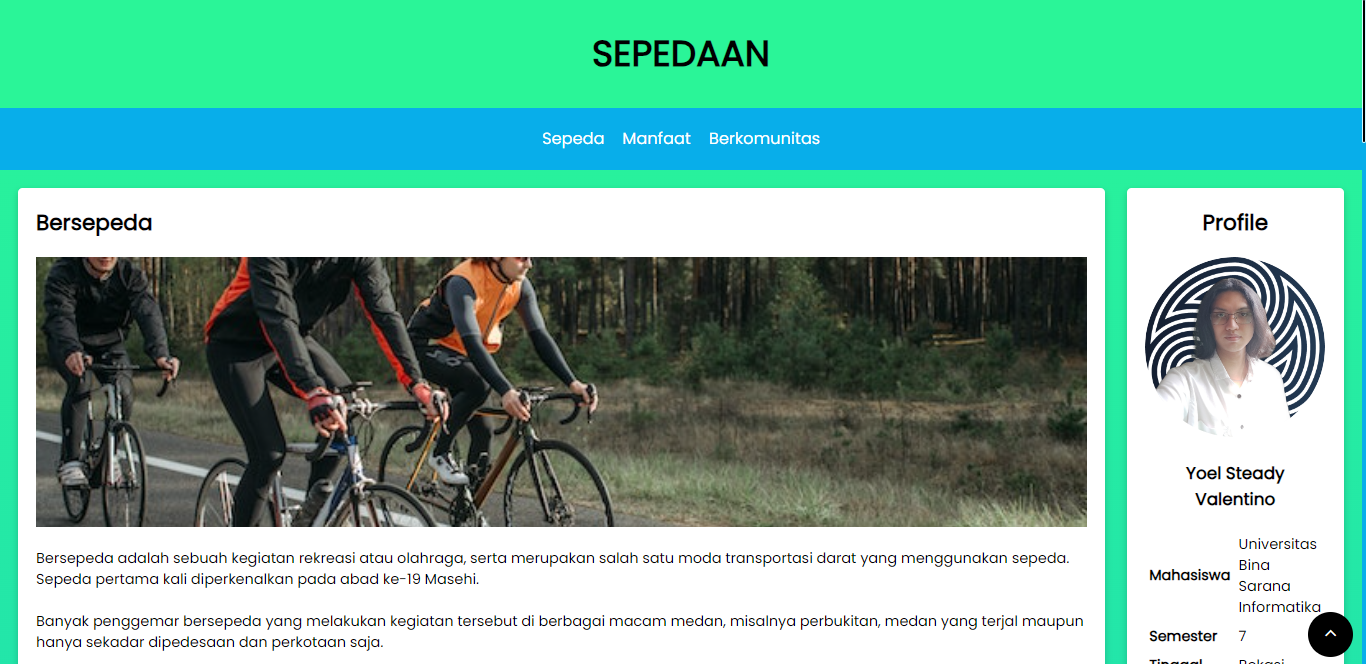 SEPEDAAN
Sepeda Manfaat Berkomunitas
Bersepeda
Bersepeda adalah sebuah kegiatan rekreasi atau olahraga, serta merupakan salah satu moda transportasi darat yang menggunakan sepeda.
Sepeda pertama kali diperkenalkan pada abad ke-19 Masehi.
Banyak penggemar bersepeda yang melakukan kegiatan tersebut di berbagai macam medan, misalnya perbukitan, medan yang terjal maupun
hanya sekadar dipedesaan dan perkotaan saja.
Profile
Yoel Steady
Valentino
Universitas
Bina
Mahasiswa
Sarana
Informatika
Semester 7
Tinggal Bekasi